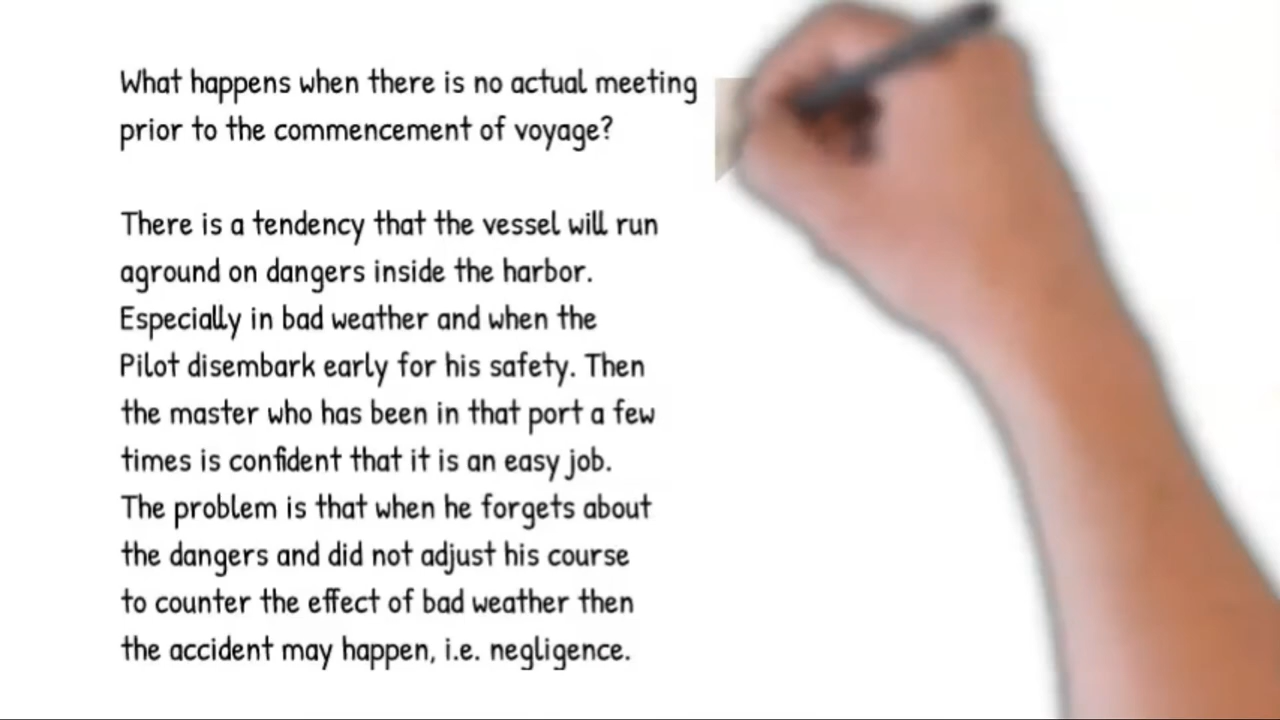 What happens when there is no actual meeting
prior to the commencement of voyage?
There is a tendency that the vessel will run
aground on dangers inside the harbor.
Especially in bad weather and when the
Pilot disembark early for his safety. Then
the master who has been in that port a few
times is confident that it is an easy job.
The problem is that when he forgets about
the dangers and did not adjust his course
to counter the effect of bad weather then
the accident may happen, i.e. negligence.